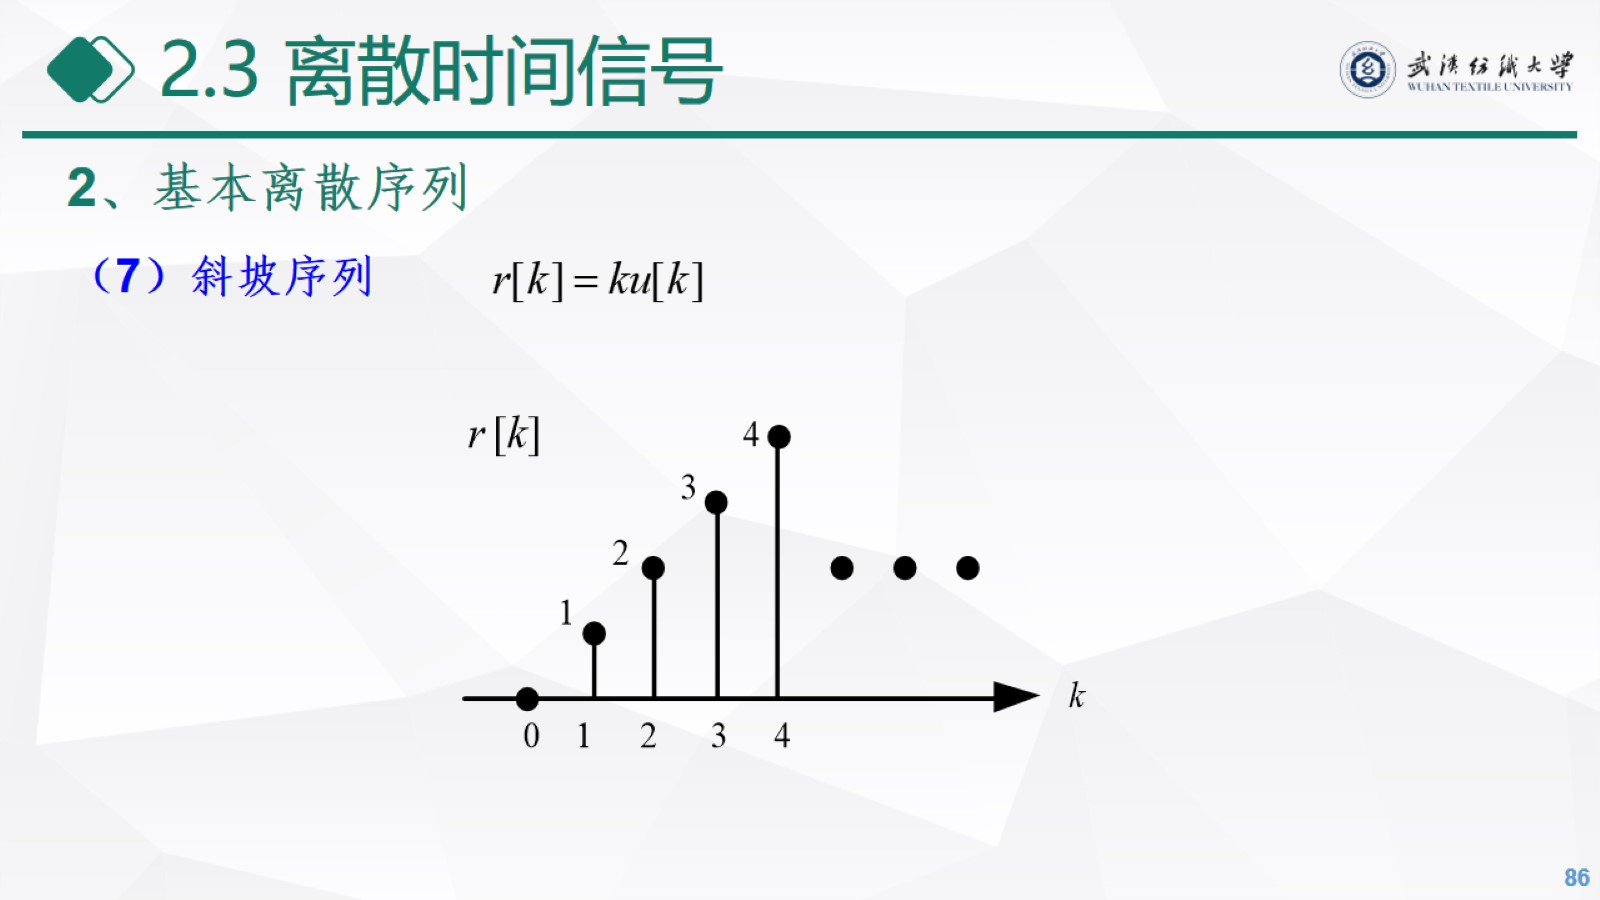 2.3 离散时间信号
武汉纺织大学
WUHAN TEXTILE UNIVERSITY
2、基本离散序列
（7）斜坡序列 r[k] = ku[k]
r[k]
4
3
2
1
k
0 1 2 3 4
86